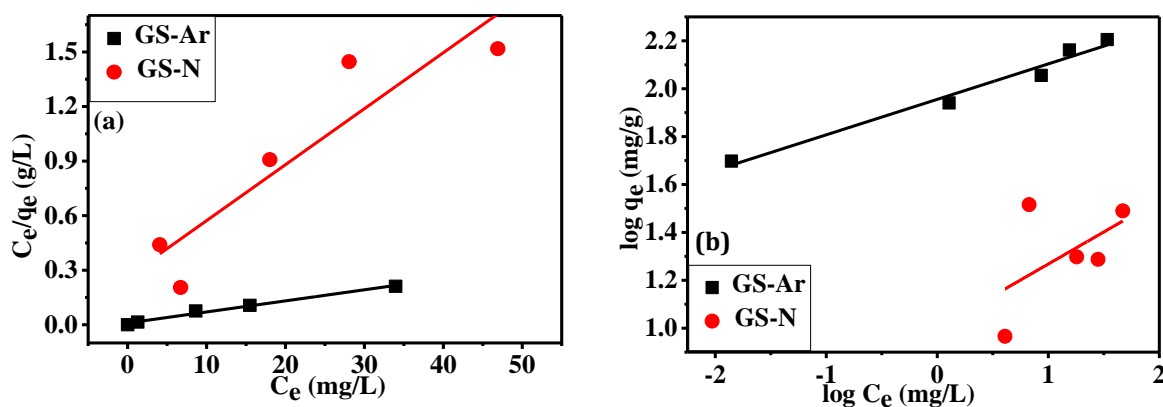 GS-Ar
GS-N
(a)
1.5
1.2
0.9
0.6
0.3
0.0
Ce/qe (g/L)
0 10 20 30 40 50
Ce (mg/L)
2.2
2.0
1.8
1.6
1.4
1.2
1.0
log qe (mg/g)
(b)
GS-Ar
GS-N
-2 -1 0 1 2
log Ce (mg/L)